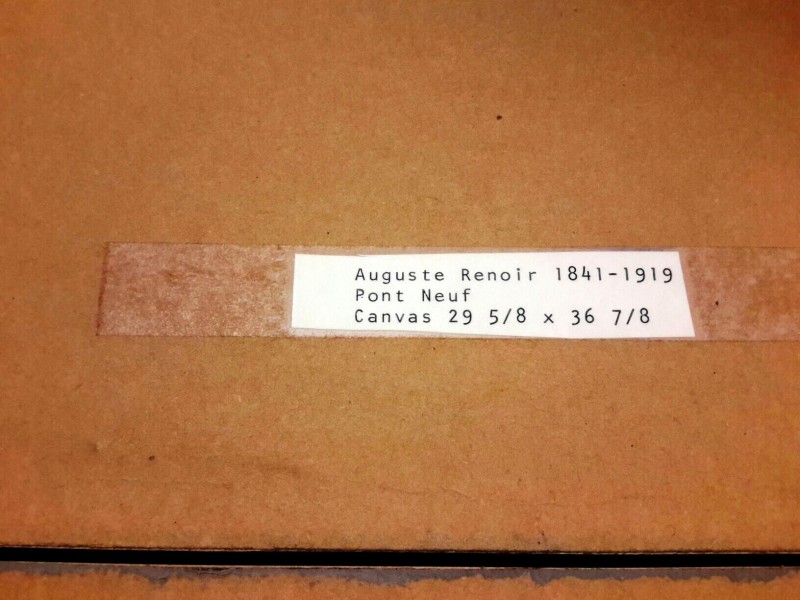 Auguste Renoir 1841-1919
Pont Neuf
Canvas 29 5/8 x 36 7/8